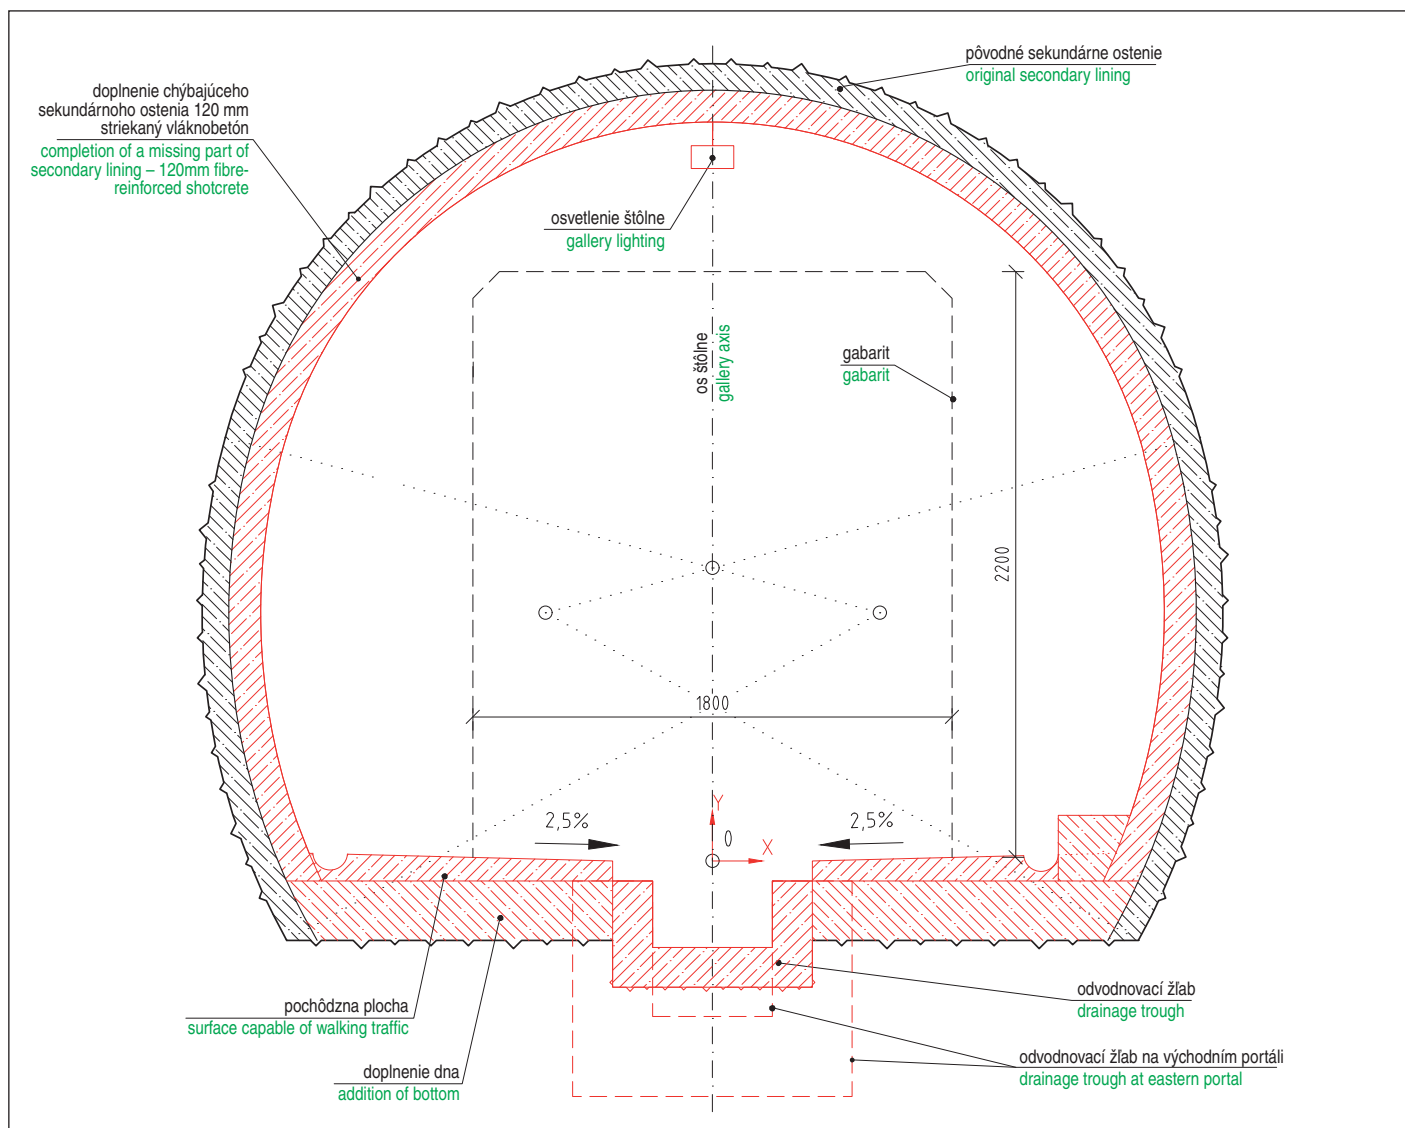 pôvodné sekundárne ostenie
original secondary lining
doplnenie chýbajúceho
sekundárnoho ostenia 120 mm
striekaný vláknobetón
completion of a missing part of
secondary lining – 120mm fibre-
reinforced shotcrete
osvetlenie štôlne
gallery lighting
os štôlne
gallery axis
gabarit
gabarit
2200
1800
2,5%
Y
0
X
2,5%
pochôdzna plocha
surface capable of walking traffic
doplnenie dna
addition of bottom
odvodnovací žľab
drainage trough
odvodnovací žľab na východním portáli
drainage trough at eastern portal